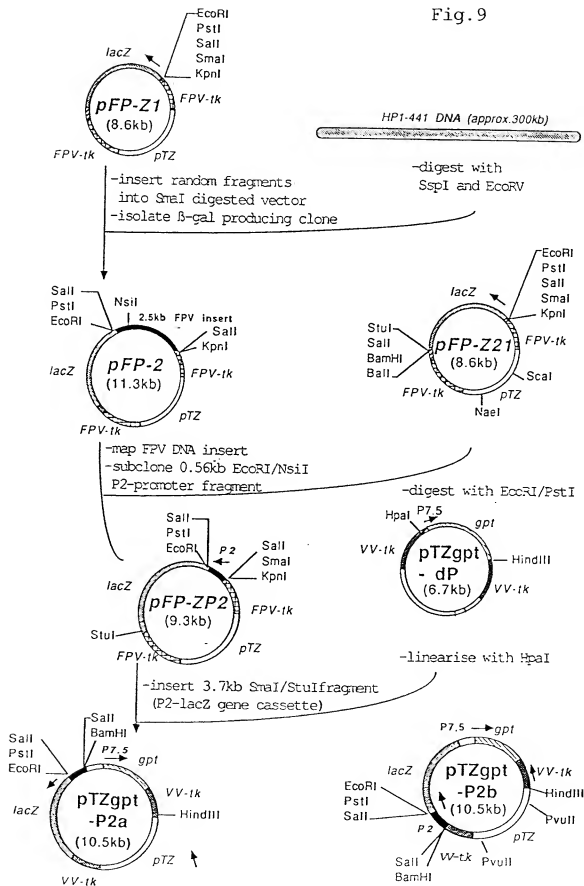 Fig.9
EcoRI
PstI
SalI
SmaI
KpnI
lacZ
pFP-Z1
(8.6kb)
FPV-tk
FPV-tk
pTZ
HP1-441 DNA (approx.300kb)
-insert random fragments
into SmaI digested vector
-isolate ß-gal producing clone
-digest with
SspI and EcoRV
SalI
PstI
EcoRI
NsiI
2.5kb FPV insert
SalI
KpnI
lacZ
pFP-2
(11.3kb)
FPV-tk
FPV-tk
pTZ
EcoRI
PstI
SalI
SmaI
KpnI
lacZ
StuI
SalI
BamHI
BalI
pFP-Z21
(8.6kb)
FPV-tk
ScaI
FPV-tk
pTZ
NaeI
-map FPV DNA insert
-subclone 0.56kb EcoRI/NsiI
P2-promoter fragment
-digest with EcoRI/PstI
SalI
PstI
EcoRI
P2
SalI
SmaI
KpnI
lacZ
pFP-ZP2
(9.3kb)
FPV-tk
StuI
FPV-tk
pTZ
HpaI
P7.5
gpt
VV-tk
pTZgpt
- dP
(6.7kb)
HindIII
VV-tk
-linearise with HpaI
-insert 3.7kb SmaI/StuIfragment
(P2-lacZ gene cassette)
SalI
PstI
EcoRI
SalI
BamHI
P7.5
gpt
lacZ
pTZgpt
-P2a
(10.5kb)
VV-tk
HindIII
pTZ
VV-tk
P7.5
gpt
lacZ
pTZgpt
-P2b
(10.5kb)
VV-tk
HindIII
PvuII
pTZ
EcoRI
PstI
SalI
P2
SalI
BamHI
VV-tk
PvuII